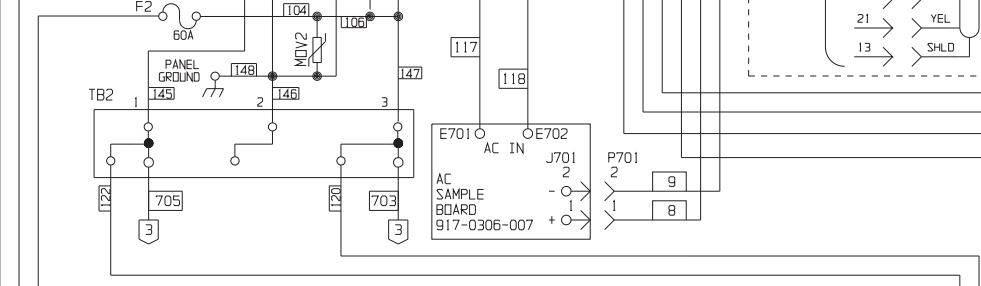 F2
60A
104
106
MOV2
21 YEL
13 SHLD
117
118
PANEL
GROUND
148
147
TB2
1
145
2
146
3
E701
E702
AC IN
J701
P701
2
2
AC
SAMPLE
BOARD
917-0306-007
-
+
1
1
9
8
122
705
120
703
3
3